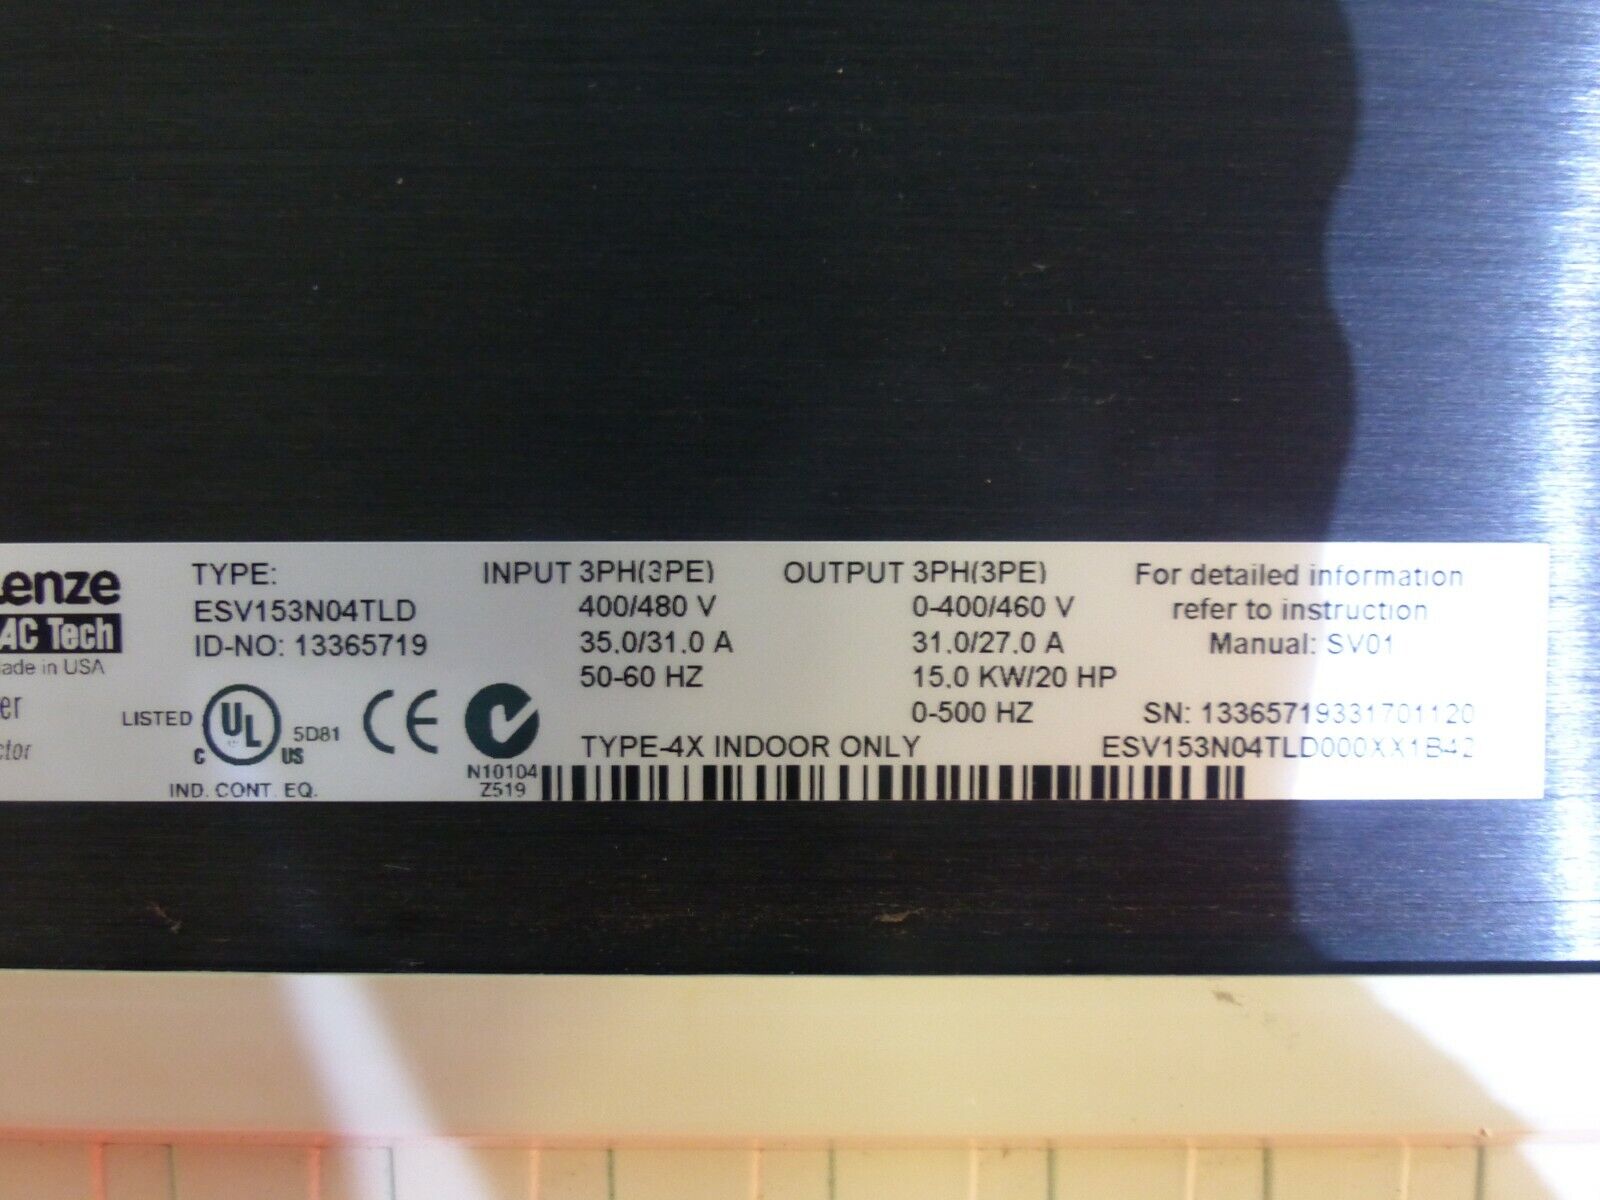 Lenze
AC Tech
Made in USA
TYPE:
ESV153N04TLD
ID-NO: 13365719
INPUT 3PH(3PE)
400/480 V
35.0/31.0 A
50-60 HZ
OUTPUT 3PH(3PE)
0-400/460 V
31.0/27.0 A
15.0 KW/20 HP
0-500 HZ
For detailed information
refer to instruction
Manual: SV01
LISTED
UL
C US
5D81
IND. CONT. EQ.
CE
N10104
Z519
TYPE-4X INDOOR ONLY
SN: 13365719331701120
ESV153N04TLD000XX1B42